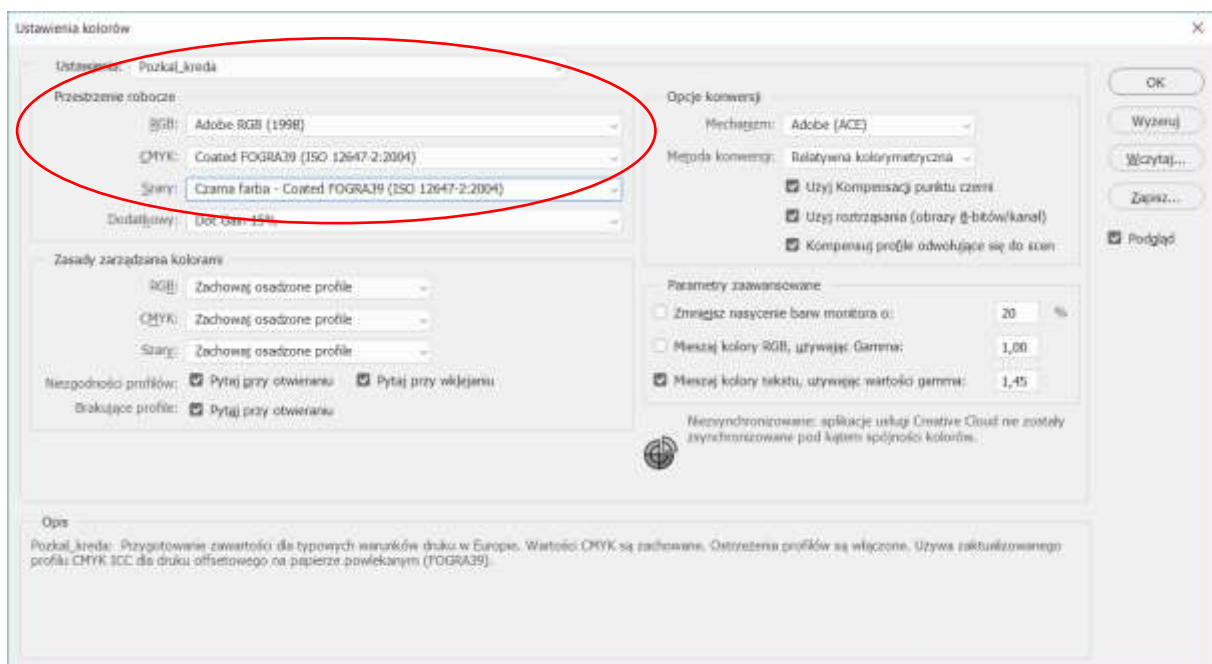 Ustawienia kolorów
Ustawienia: Pozkal_kreda
Przestrzenie robocze
RGB: Adobe RGB (1998)
CMYK: Coated FOGRA39 (ISO 12647-2:2004)
Szary: Czarna farba - Coated FOGRA39 (ISO 12647-2:2004)
Dodatkowy: Dot Gain 15%
Zasady zarządzania kolorami
RGB: Zachowaj osadzone profile
CMYK: Zachowaj osadzone profile
Szary: Zachowaj osadzone profile
Niezgodności profilów: Pytaj przy otwieraniu Pytaj przy wklejaniu
Brakujące profile: Pytaj przy otwieraniu
Opcje konwersji
Mechanizm: Adobe (ACE)
Metoda konwersji: Relatywna kolorymetryczna
Użyj Kompensacji punktu czerni
Użyj roztrząsania (obrazy 8-bitów/kanał)
Kompensuj profile odwołujące się do scen
Parametry zaawansowane
Zmniejsz nasycenie barw monitora o: 20 %
Mieszaj kolory RGB, używając Gamma: 1,00
Mieszaj kolory tekstu, używając wartości gamma: 1,45
Niezsynchronizowane: aplikacje usługi Creative Cloud nie zostały
zsynchronizowane pod kątem spójności kolorów.
OK
Wyzeruj
Wczytaj...
Zapisz...
Podgląd
Opis
Pozkal_kreda: Przygotowanie zawartości dla typowych warunków druku w Europie. Wartości CMYK są zachowane. Ostrzeżenia profilów są włączone. Używa zaktualizowanego
profilu CMYK ICC dla druku offsetowego na papierze powlekanym (FOGRA39).